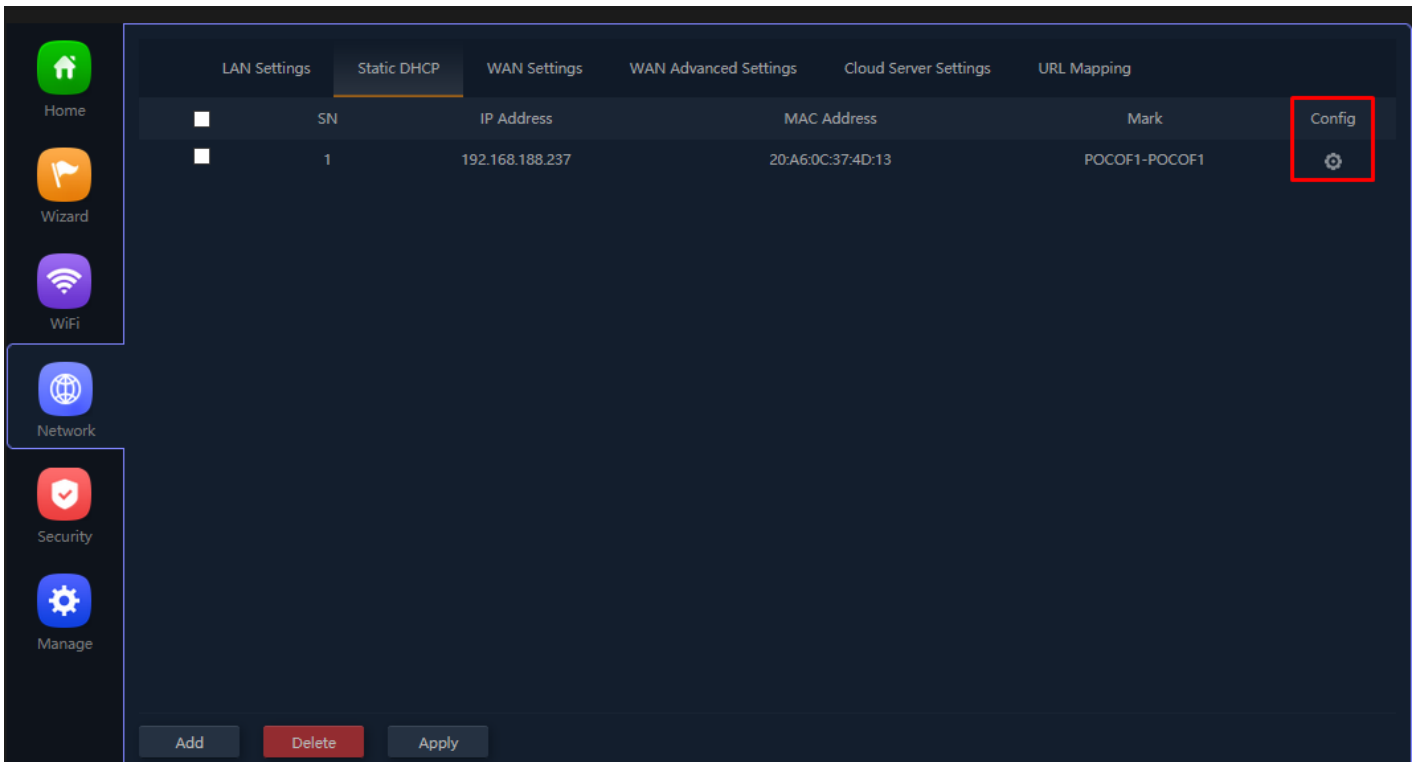 Home
Wizard
WiFi
Network
Security
Manage
LAN Settings Static DHCP WAN Settings WAN Advanced Settings Cloud Server Settings URL Mapping
SN IP Address MAC Address Mark Config
1 192.168.188.237 20:A6:0C:37:4D:13 POCOF1-POCOF1
Add Delete Apply